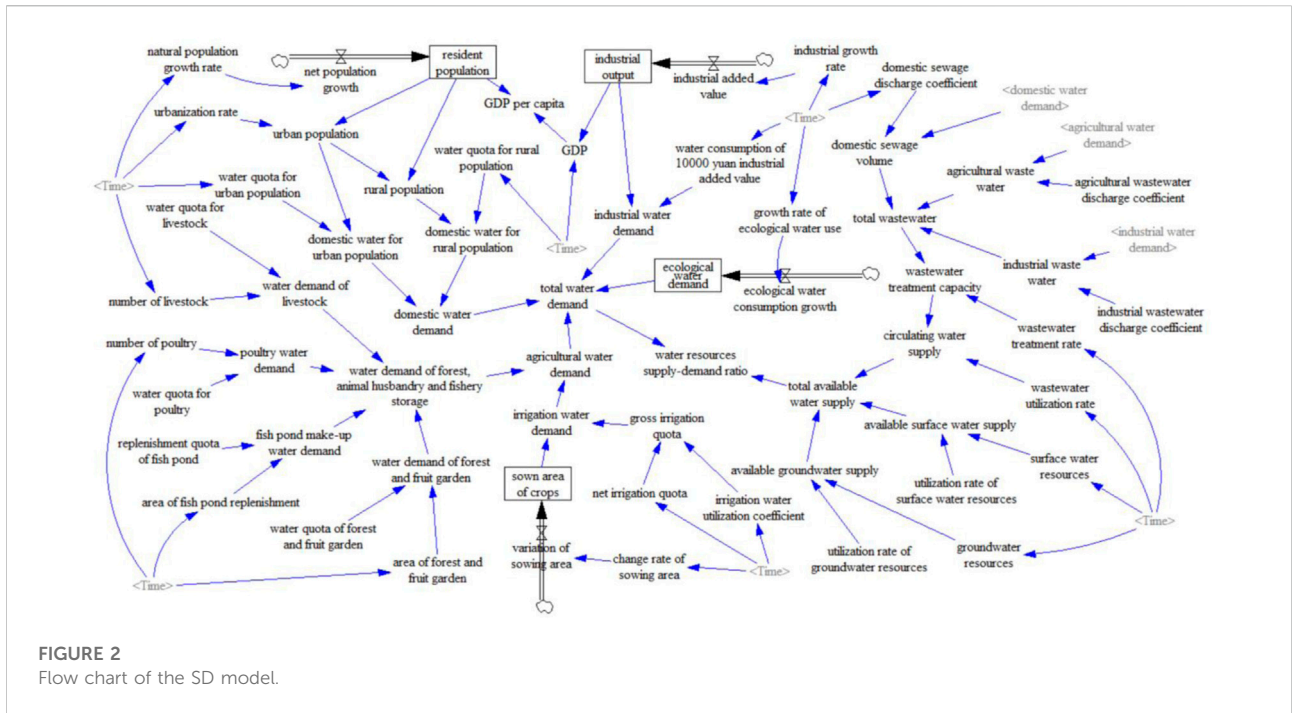 natural population
growth rate
net population
growth
resident
population
industrial
output
industrial added
value
industrial growth
rate
domestic sewage
discharge coefficient
<domestic water
demand>
urbanization rate
urban population
GDP per capita
GDP
<Time>
water quota for rural
population
water consumption of
10000 yuan industrial
added value
domestic sewage
volume
<agricultural water
demand>
agricultural waste
water
agricultural wastewater
discharge coefficient
<Time>
water quota for
urban population
rural population
water quota for
livestock
domestic water for
urban population
domestic water for
rural population
<Time>
industrial water
demand
growth rate of
ecological water use
total wastewater
<industrial water
demand>
industrial waste
water
ecological
water
demand
ecological water
consumption growth
wastewater
treatment capacity
number of livestock
water demand of
livestock
domestic water
demand
total water
demand
industrial wastewater
discharge coefficient
number of poultry
poultry water
demand
water quota for
poultry
water demand of forest,
animal husbandry and fishery
storage
agricultural water
demand
water resources
supply-demand ratio
circulating water
supply
wastewater
treatment rate
total available
water supply
wastewater
utilization rate
replenishment quota
of fish pond
fish pond make-up
water demand
irrigation water
demand
gross irrigation
quota
available surface water supply
water demand of forest
and fruit garden
sown area
of crops
net irrigation quota
irrigation water
utilization coefficient
available groundwater supply
utilization rate of
surface water resources
surface water
resources
area of fish pond replenishment
water quota of forest
and fruit garden
<Time>
variation of
sowing area
change rate of
sowing area
<Time>
utilization rate of
groundwater resources
groundwater
resources
<Time>
area of forest and
fruit garden
FIGURE 2
Flow chart of the SD model.